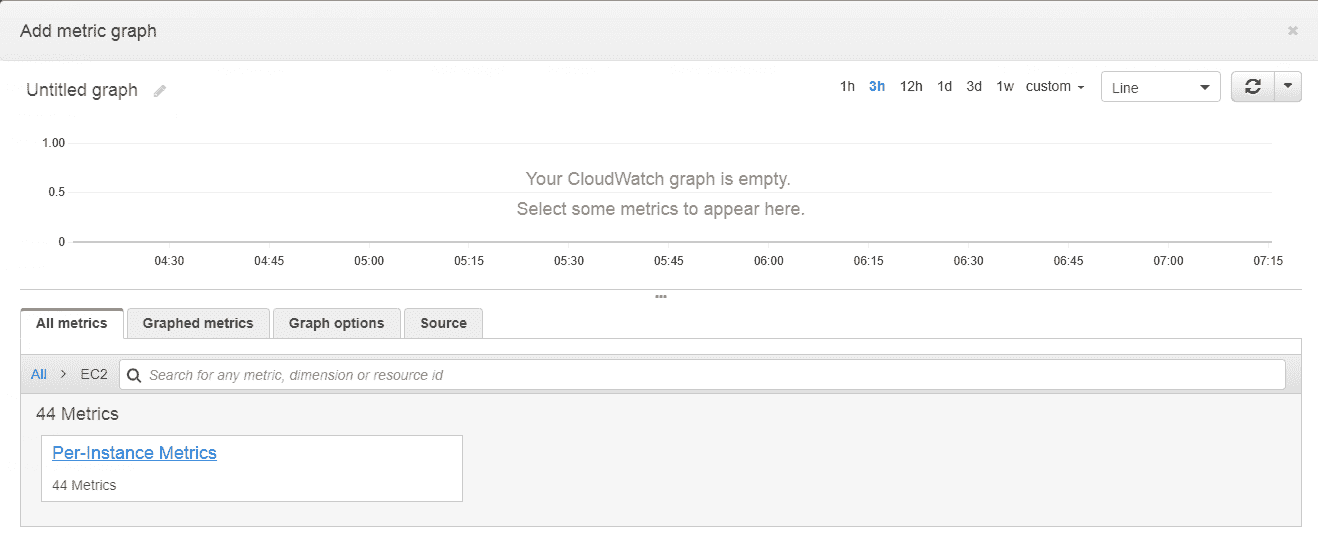 Add metric graph
Untitled graph
1h 3h 12h 1d 3d 1w custom
Line
1.00
0.5
0
Your CloudWatch graph is empty.
Select some metrics to appear here.
04:30 04:45 05:00 05:15 05:30 05:45 06:00 06:15 06:30 06:45 07:00 07:15
All metrics Graphed metrics Graph options Source
All > EC2 Search for any metric, dimension or resource id
44 Metrics
Per-Instance Metrics
44 Metrics